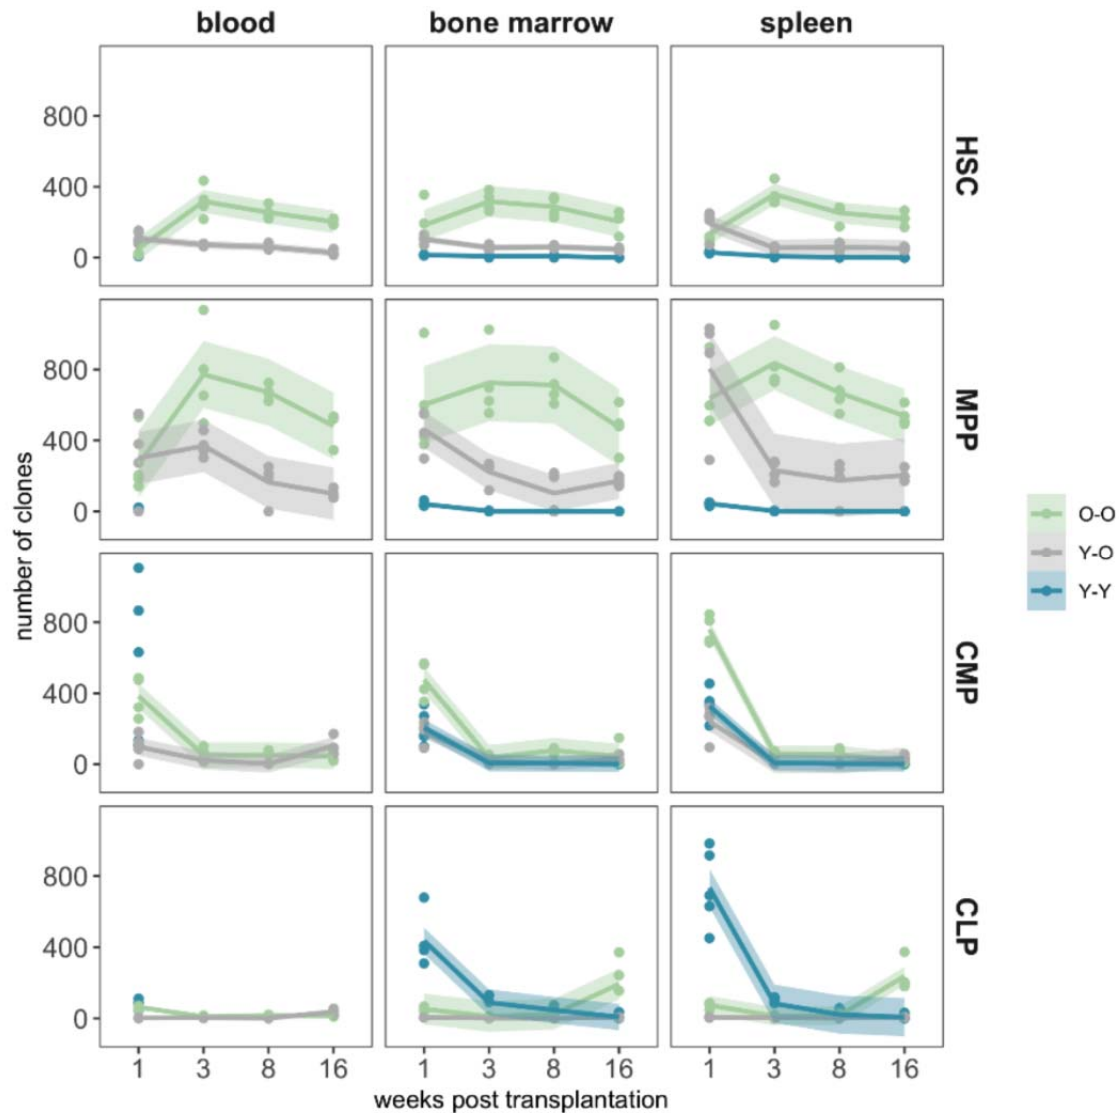 blood bone marrow spleen
800
400
0
HSC
800
400
0
MPP
number of clones
O-O
Y-O
Y-Y
800
400
0
CMP
800
400
0
CLP
1 3 8 16 1 3 8 16 1 3 8 16
weeks post transplantation